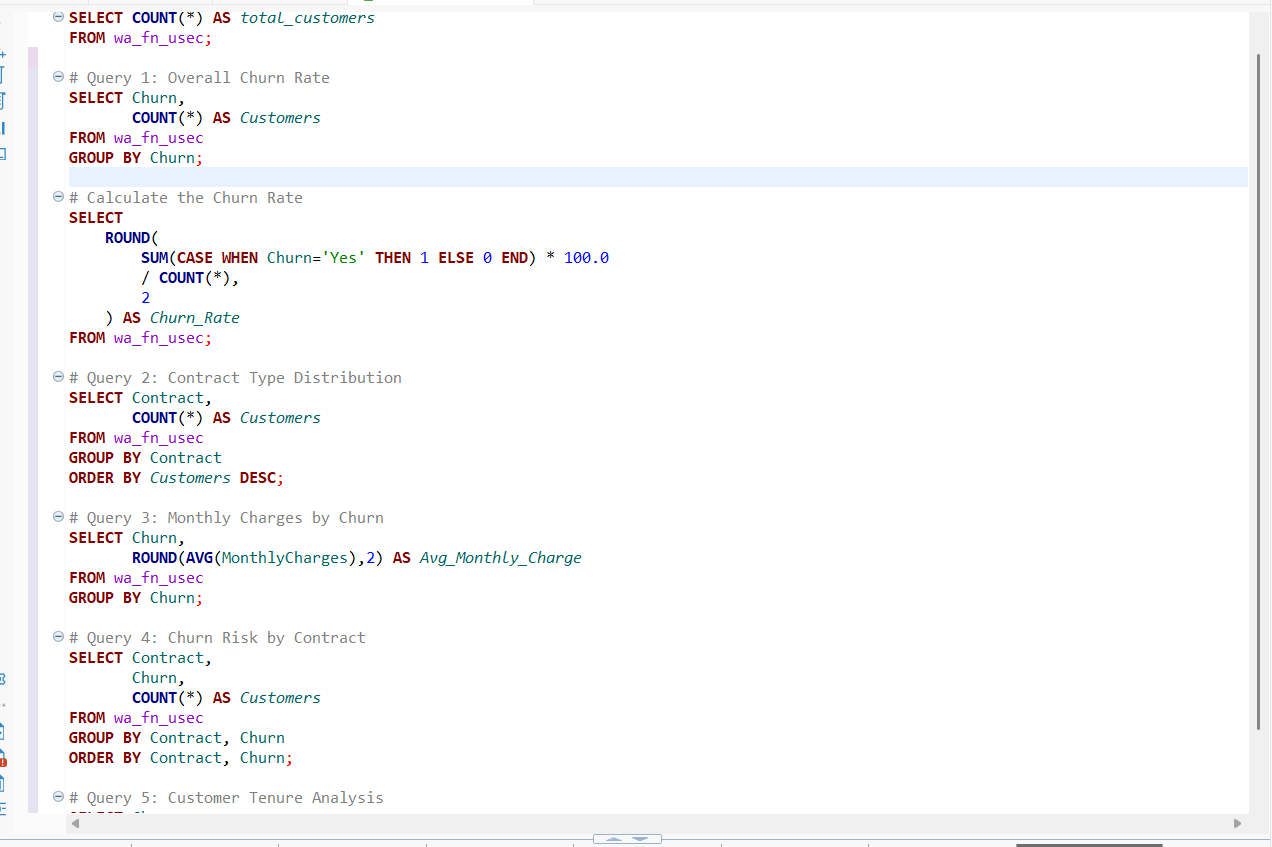 SELECT COUNT(*) AS total_customers
FROM wa_fn_usec;
# Query 1: Overall Churn Rate
SELECT Churn,
       COUNT(*) AS Customers
FROM wa_fn_usec
GROUP BY Churn;
# Calculate the Churn Rate
SELECT
    ROUND(
        SUM(CASE WHEN Churn='Yes' THEN 1 ELSE 0 END) * 100.0
        / COUNT(*),
        2
    ) AS Churn_Rate
FROM wa_fn_usec;
# Query 2: Contract Type Distribution
SELECT Contract,
       COUNT(*) AS Customers
FROM wa_fn_usec
GROUP BY Contract
ORDER BY Customers DESC;
# Query 3: Monthly Charges by Churn
SELECT Churn,
       ROUND(AVG(MonthlyCharges),2) AS Avg_Monthly_Charge
FROM wa_fn_usec
GROUP BY Churn;
# Query 4: Churn Risk by Contract
SELECT Contract,
       Churn,
       COUNT(*) AS Customers
FROM wa_fn_usec
GROUP BY Contract, Churn
ORDER BY Contract, Churn;
# Query 5: Customer Tenure Analysis